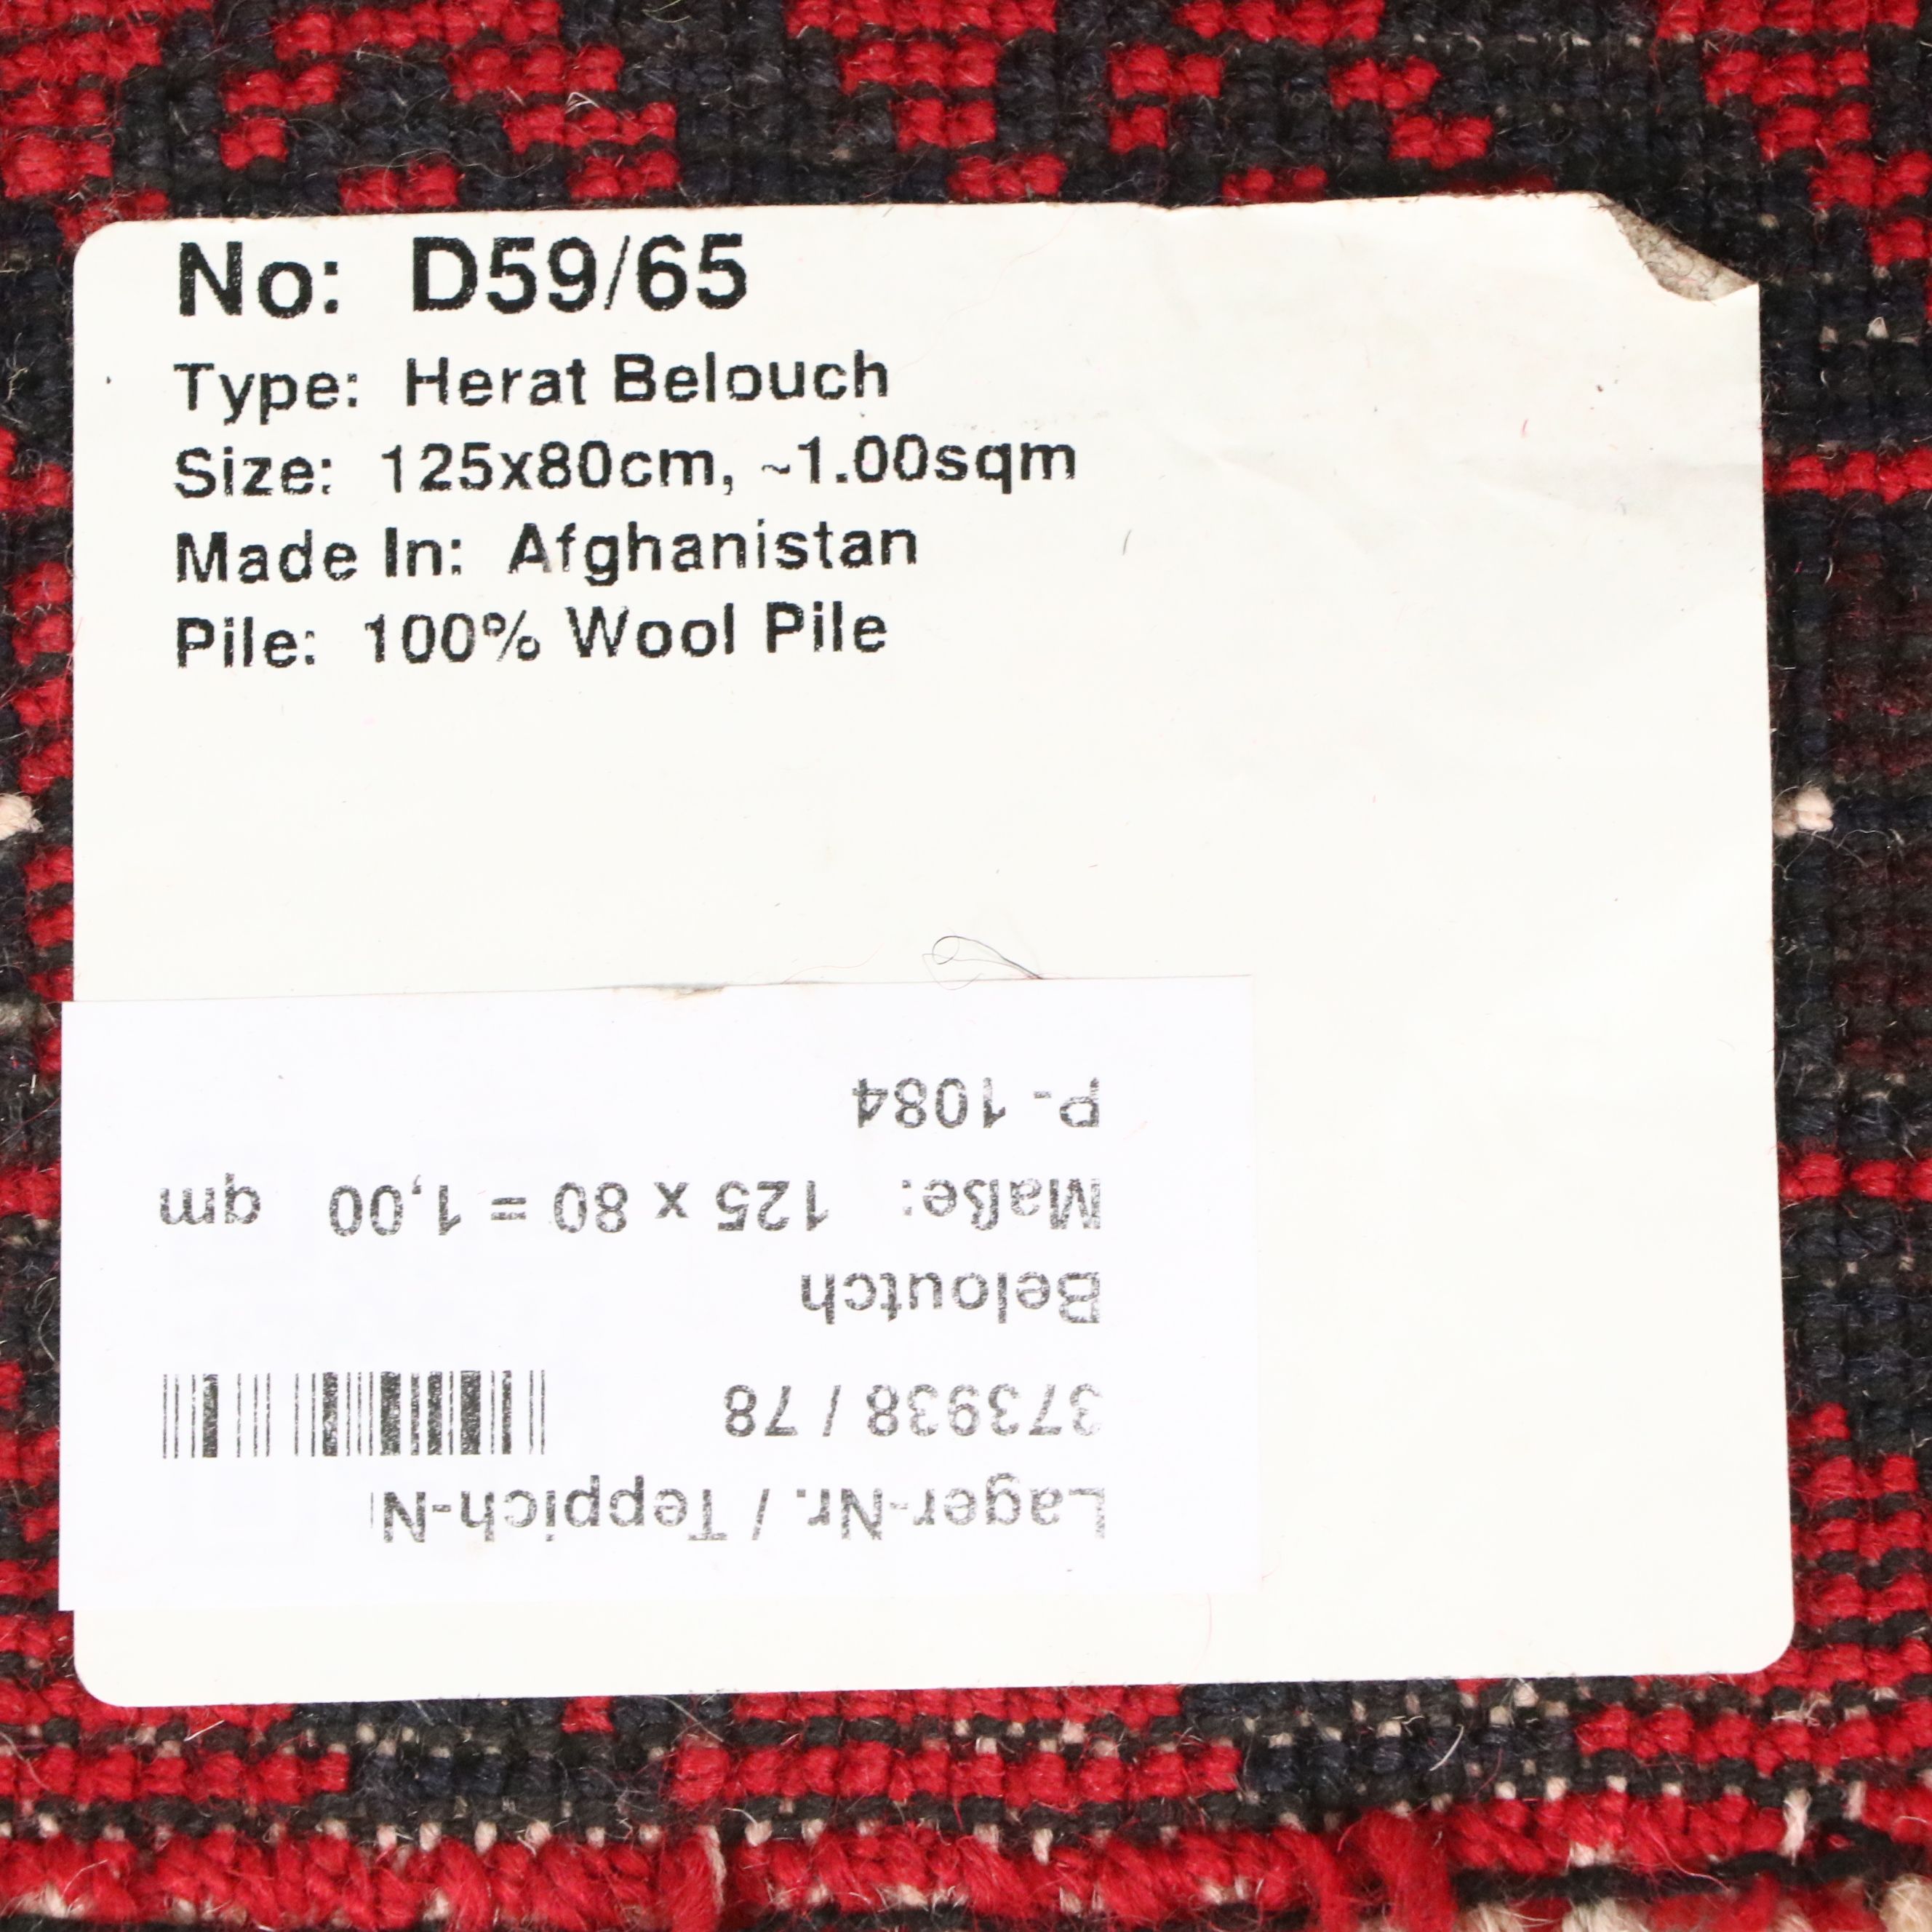 No: D59/65
Type: Herat Belouch
Size: 125x80cm, ~1.00sqm
Made In: Afghanistan
Pile: 100% Wool Pile
Lager-Nr. / Teppich-N
373938 / 78
Beloutch
Maße: 125 x 80 = 1,00 qm
P- 1084